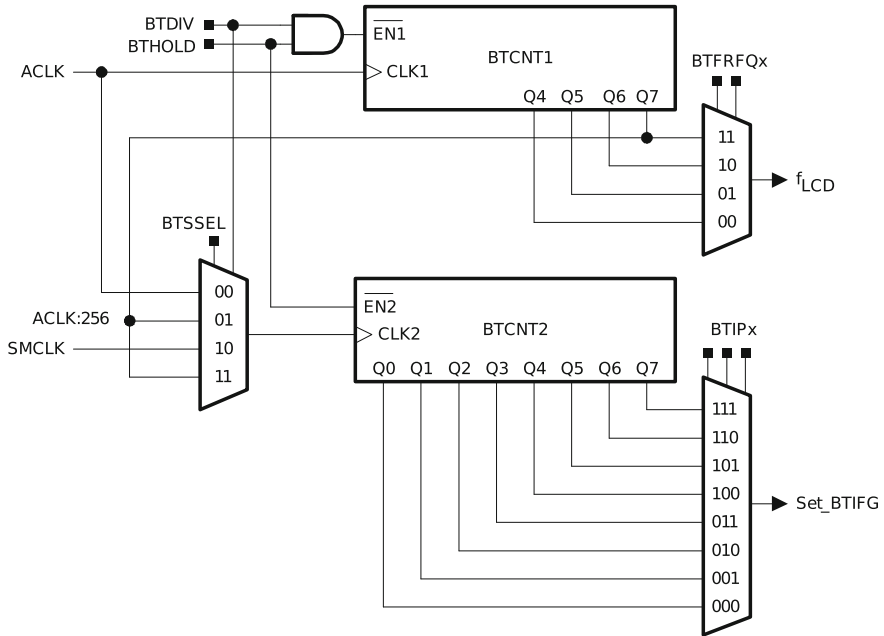 BTDIV
BTHOLD
EN1
BTCNT1
ACLK
CLK1
BTFRFQx
Q4 Q5 Q6 Q7
11
10
01
00
fLCD
BTSSEL
00
01
10
11
ACLK:256
SMCLK
EN2
CLK2
BTCNT2
BTIPx
Q0 Q1 Q2 Q3 Q4 Q5 Q6 Q7
111
110
101
100
011
010
001
000
Set_BTIFG